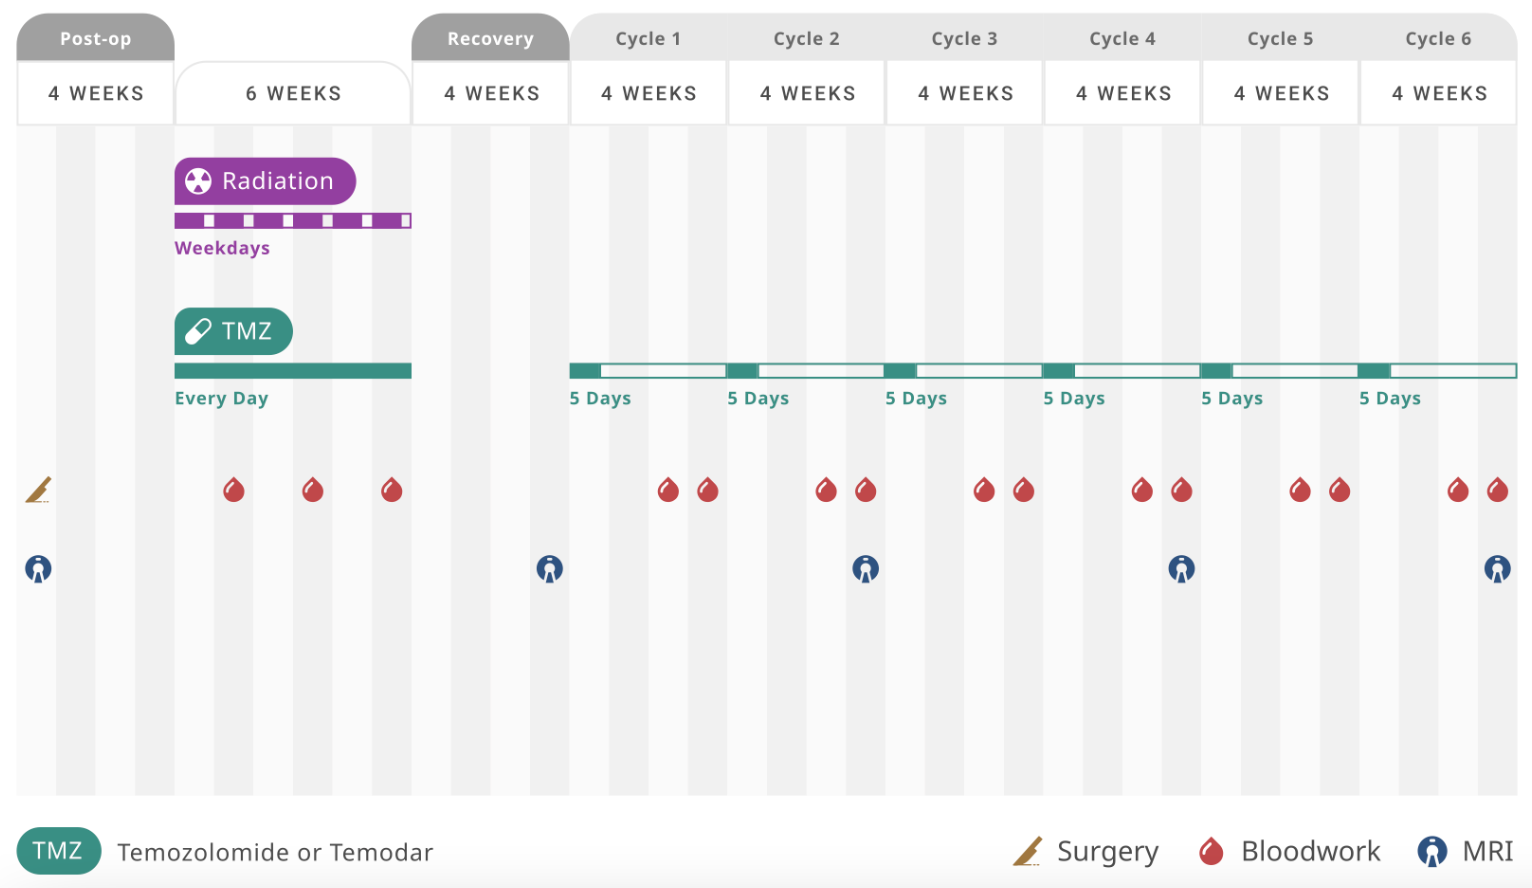 Post-op
Recovery
Cycle 1
Cycle 2
Cycle 3
Cycle 4
Cycle 5
Cycle 6
4 WEEKS
6 WEEKS
4 WEEKS
4 WEEKS
4 WEEKS
4 WEEKS
4 WEEKS
4 WEEKS
4 WEEKS
Radiation
Weekdays
TMZ
Every Day
5 Days
5 Days
5 Days
5 Days
5 Days
5 Days
TMZ
Temozolomide or Temodar
Surgery
Bloodwork
MRI